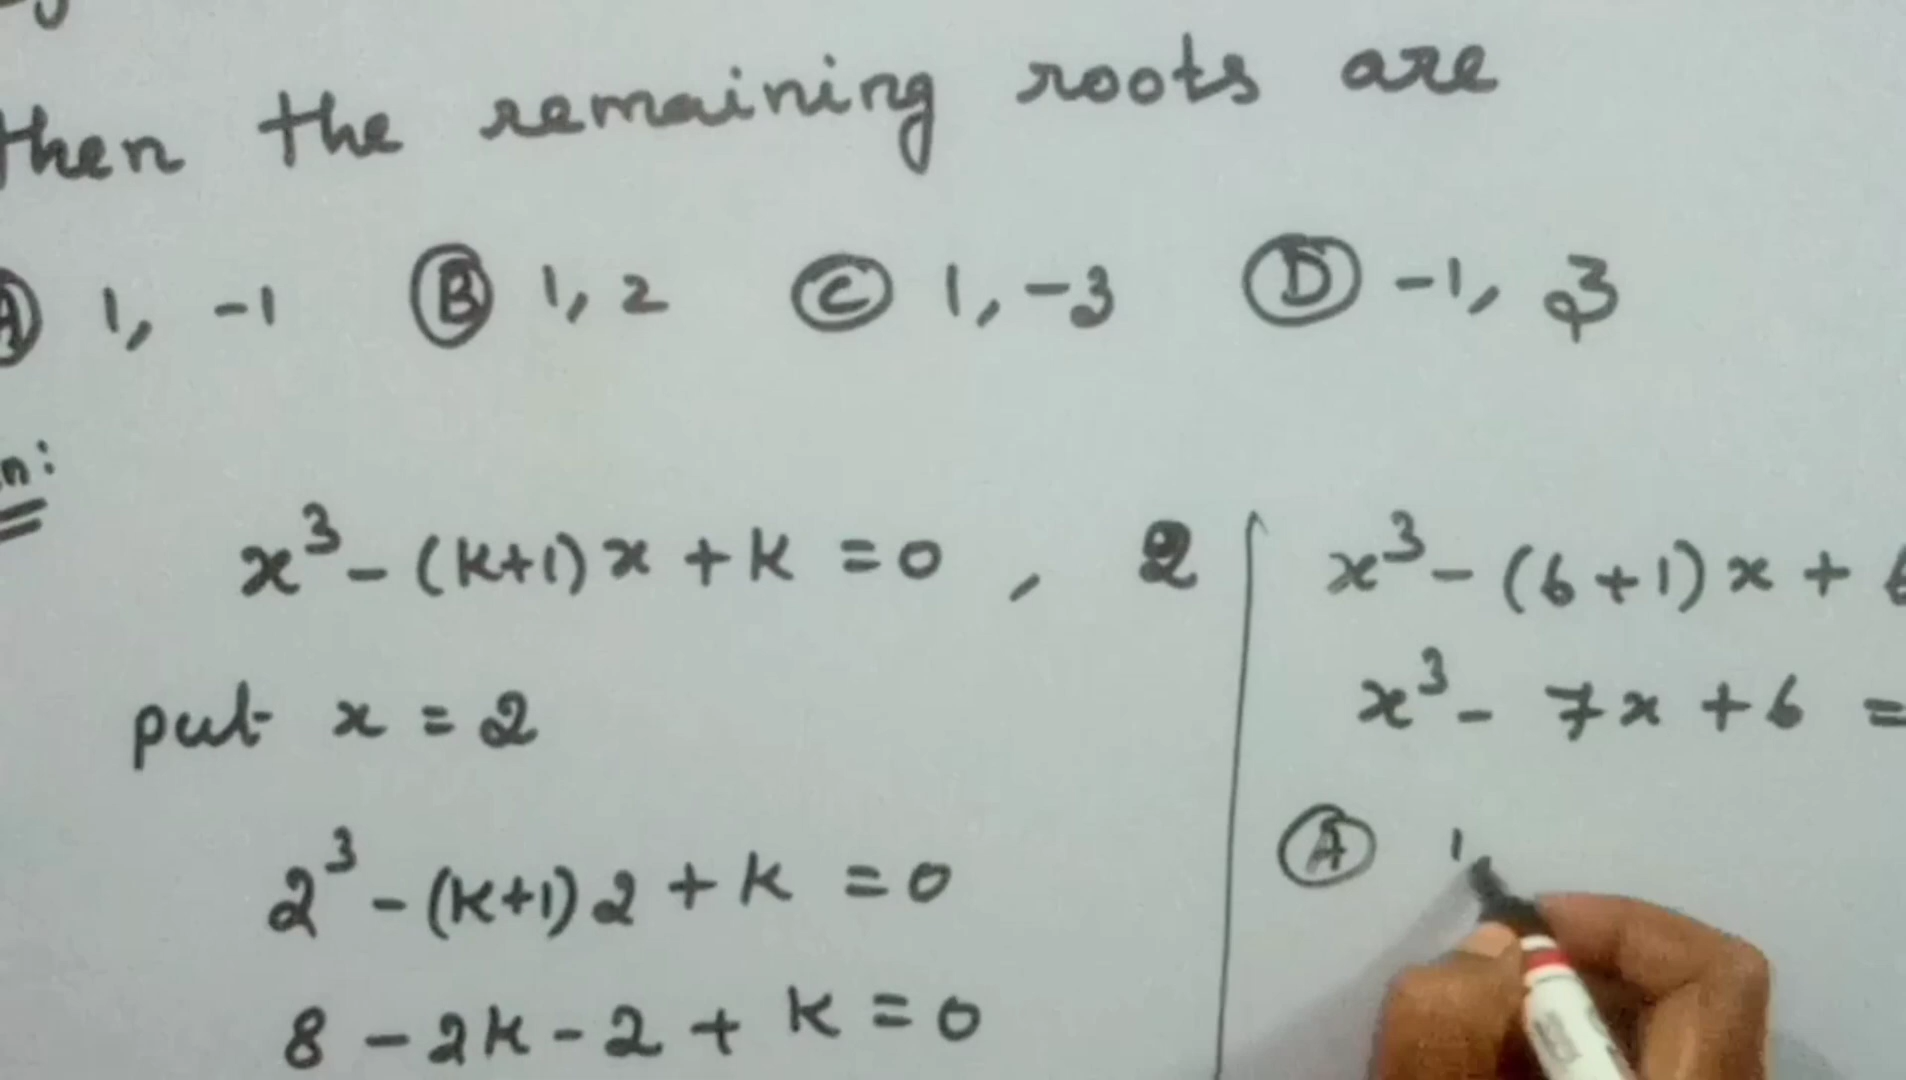 then the remaining roots are
Ⓐ 1, -1 Ⓑ 1, 2 Ⓒ 1, -3 Ⓓ -1, 3
n:
x³ - (k+1)x + k = 0 , 2
put x = 2
2³ - (k+1)2 + k = 0
8 - 2k - 2 + k = 0
x³ - (6+1)x + 6
x³ - 7x + 6 =
Ⓐ 1,